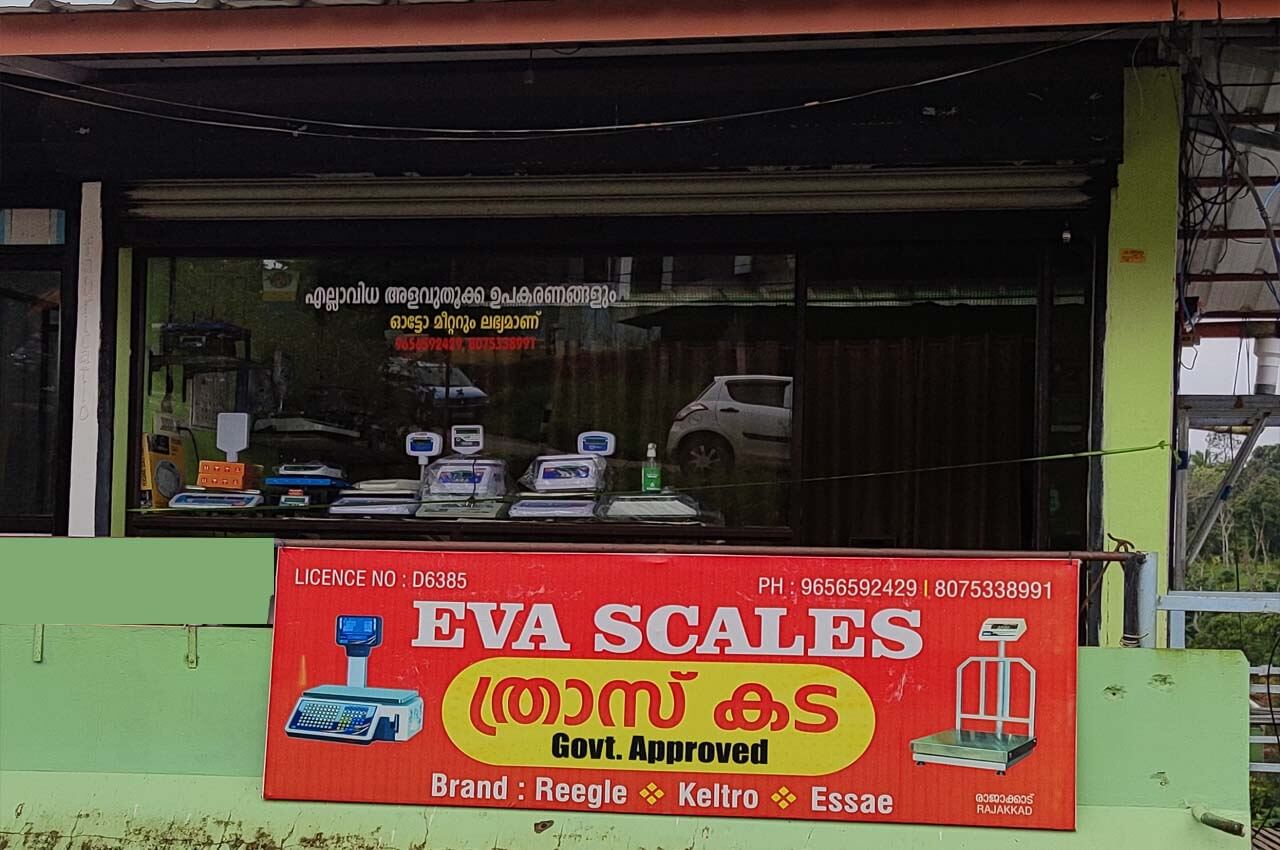 എല്ലാവിധ അളവുതൂക്ക ഉപകരണങ്ങളും
ഓട്ടോ മീറ്ററും ലഭ്യമാണ്
9656592429, 8075338991
LICENCE NO : D6385
PH : 9656592429 | 8075338991
EVA SCALES
ത്രാസ് കട
Govt. Approved
Brand : Reegle Keltro Essae
രാജാക്കാട്
RAJAKKAD